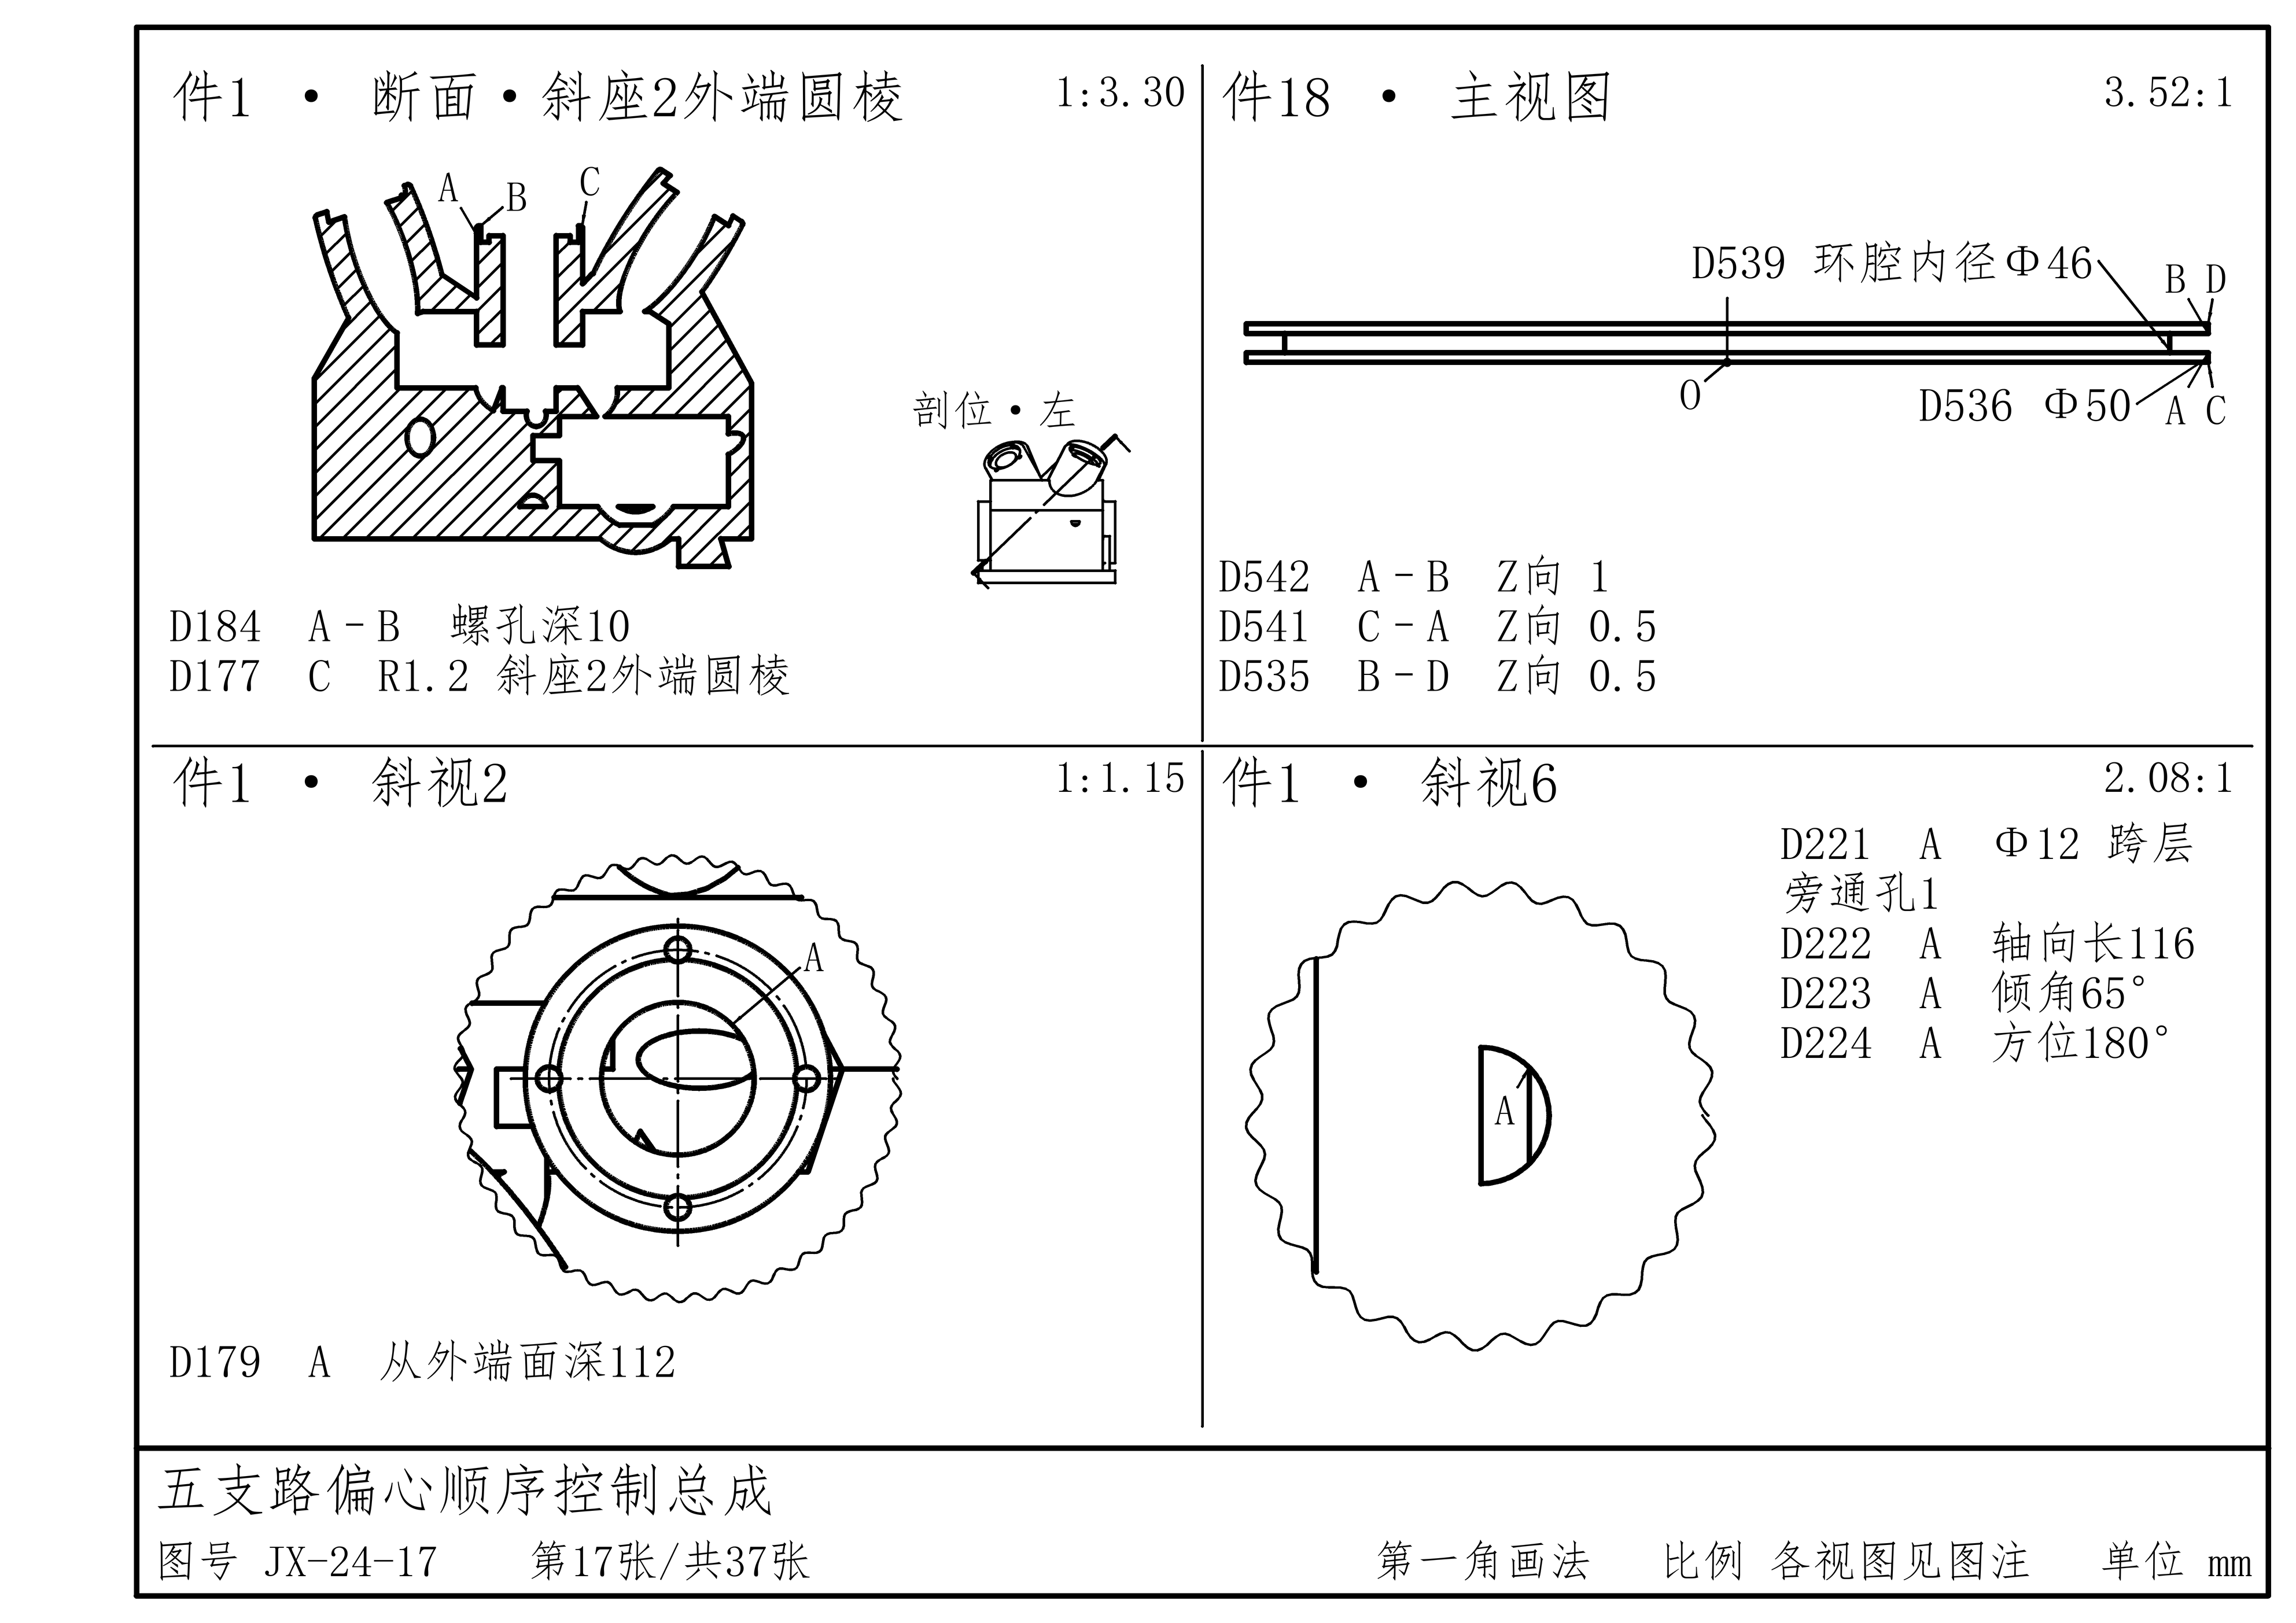 件1 · 断面·斜座2外端圆棱 1:3.30
A
B
C
剖位·左
D184 A-B 螺孔深10
D177 C R1.2 斜座2外端圆棱
件18 · 主视图 3.52:1
D539 环腔内径Φ46
B D
O
D536 Φ50 A C
D542 A-B Z向 1
D541 C-A Z向 0.5
D535 B-D Z向 0.5
件1 · 斜视2 1:1.15
A
D179 A 从外端面深112
件1 · 斜视6 2.08:1
D221 A Φ12 跨层
旁通孔1
D222 A 轴向长116
D223 A 倾角65°
D224 A 方位180°
A
五支路偏心顺序控制总成
图号 JX-24-17 第17张/共37张 第一角画法 比例 各视图见图注 单位 mm